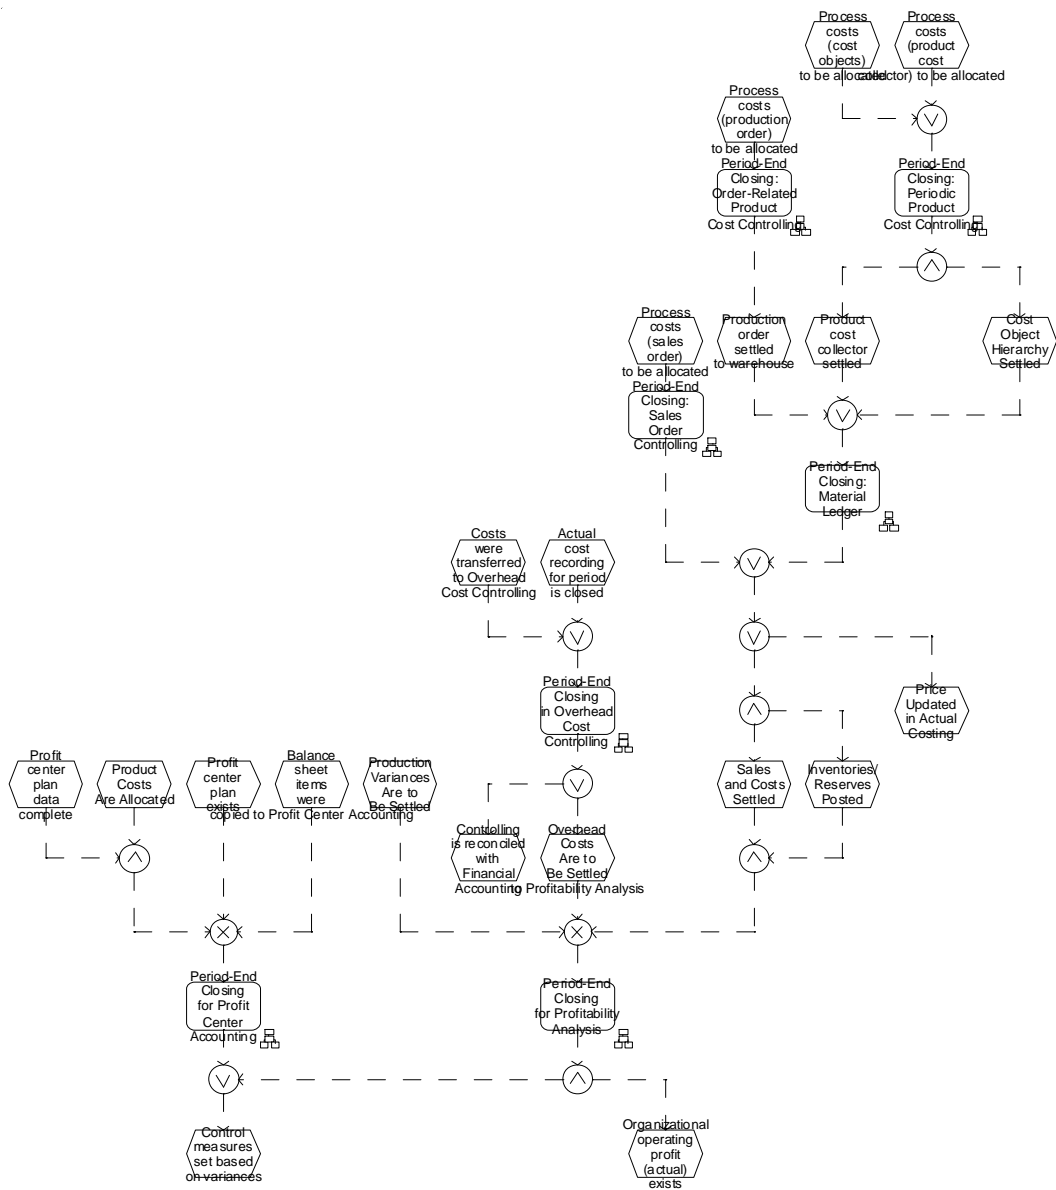 Process
costs
(cost
objects)
to be allocated
Process
costs
(product
cost
collector) to be allocated
Process
costs
(production
order)
to be allocated
Period-End
Closing:
Order-Related
Product
Cost Controlling
Period-End
Closing:
Periodic
Product
Cost Controlling
Process
costs
(sales
order)
to be allocated
Production
order
settled
to warehouse
Product
cost
collector
settled
Cost
Object
Hierarchy
Settled
Period-End
Closing:
Sales
Order
Controlling
Period-End
Closing:
Material
Ledger
Costs
were
transferred
to Overhead
Cost Controlling
Actual
cost
recording
for period
is closed
Period-End
Closing
in Overhead
Cost
Controlling
Price
Updated
in Actual
Costing
Profit
center
plan
data
complete
Product
Costs
Are Allocated
Profit
center
plan
exists
Balance
sheet
items
were
copied to Profit Center Accounting
Production
Variances
Are to
Be Settled
Sales
and Costs
Settled
Inventories/
Reserves
Posted
Controlling
is reconciled
with
Financial
Accounting
Overhead
Costs
Are to
Be Settled
to Profitability Analysis
Period-End
Closing
for Profit
Center
Accounting
Period-End
Closing
for Profitability
Analysis
Control
measures
set based
on variances
Organizational
operating
profit
(actual)
exists